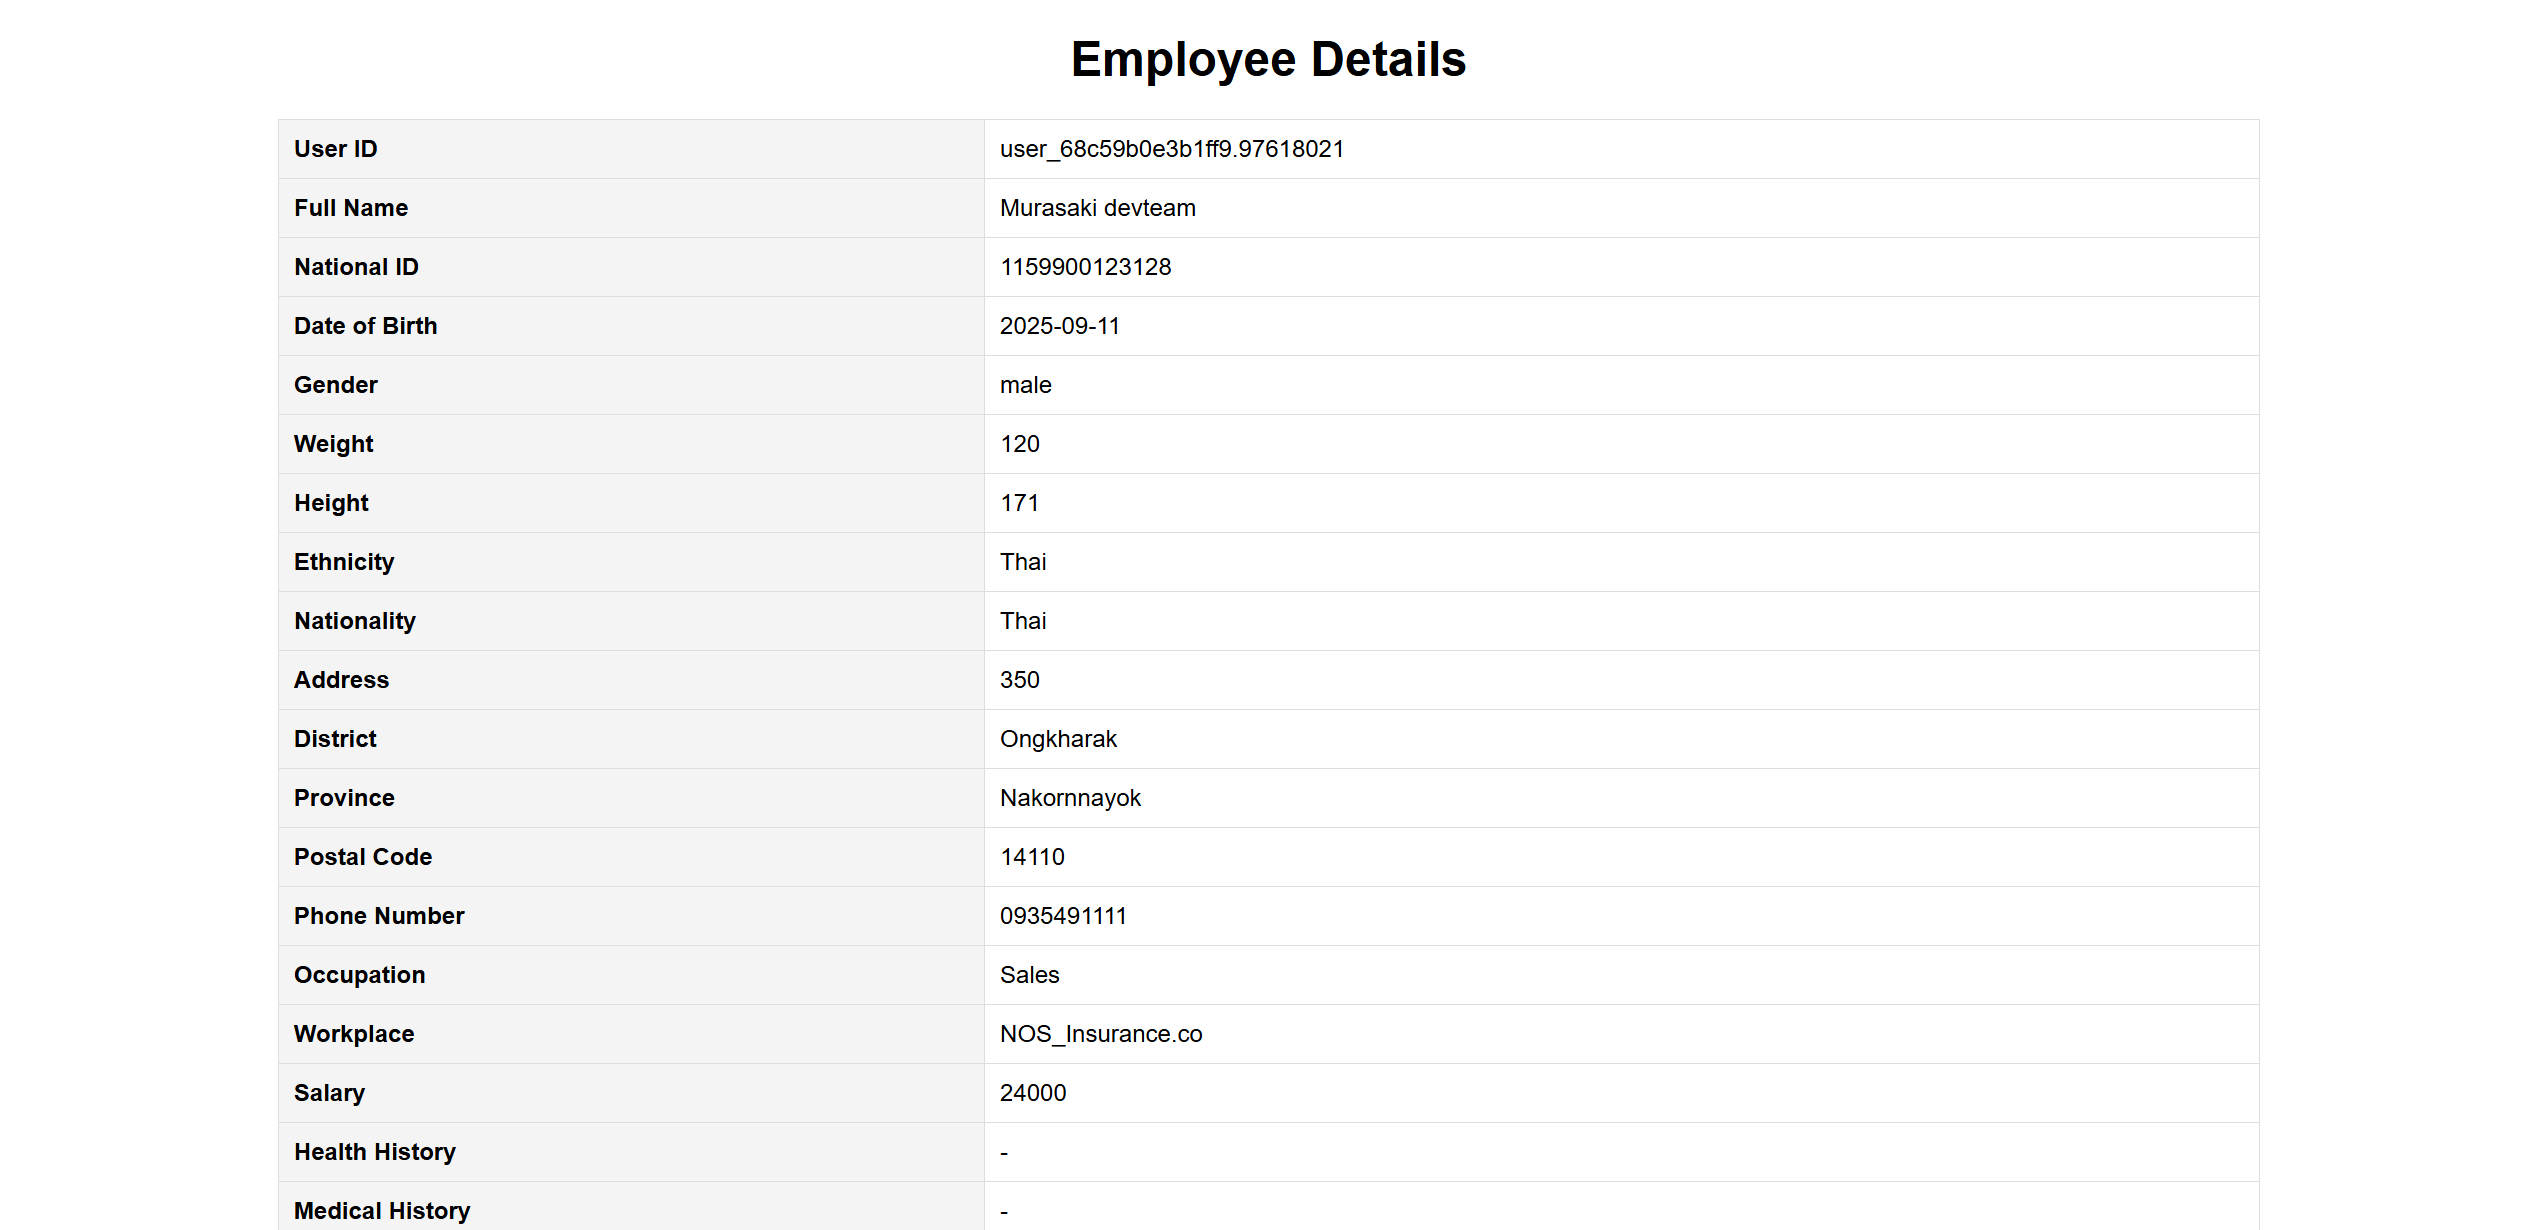 Employee Details
User ID user_68c59b0e3b1ff9.97618021
Full Name Murasaki devteam
National ID 1159900123128
Date of Birth 2025-09-11
Gender male
Weight 120
Height 171
Ethnicity Thai
Nationality Thai
Address 350
District Ongkharak
Province Nakornnayok
Postal Code 14110
Phone Number 0935491111
Occupation Sales
Workplace NOS_Insurance.co
Salary 24000
Health History -
Medical History -